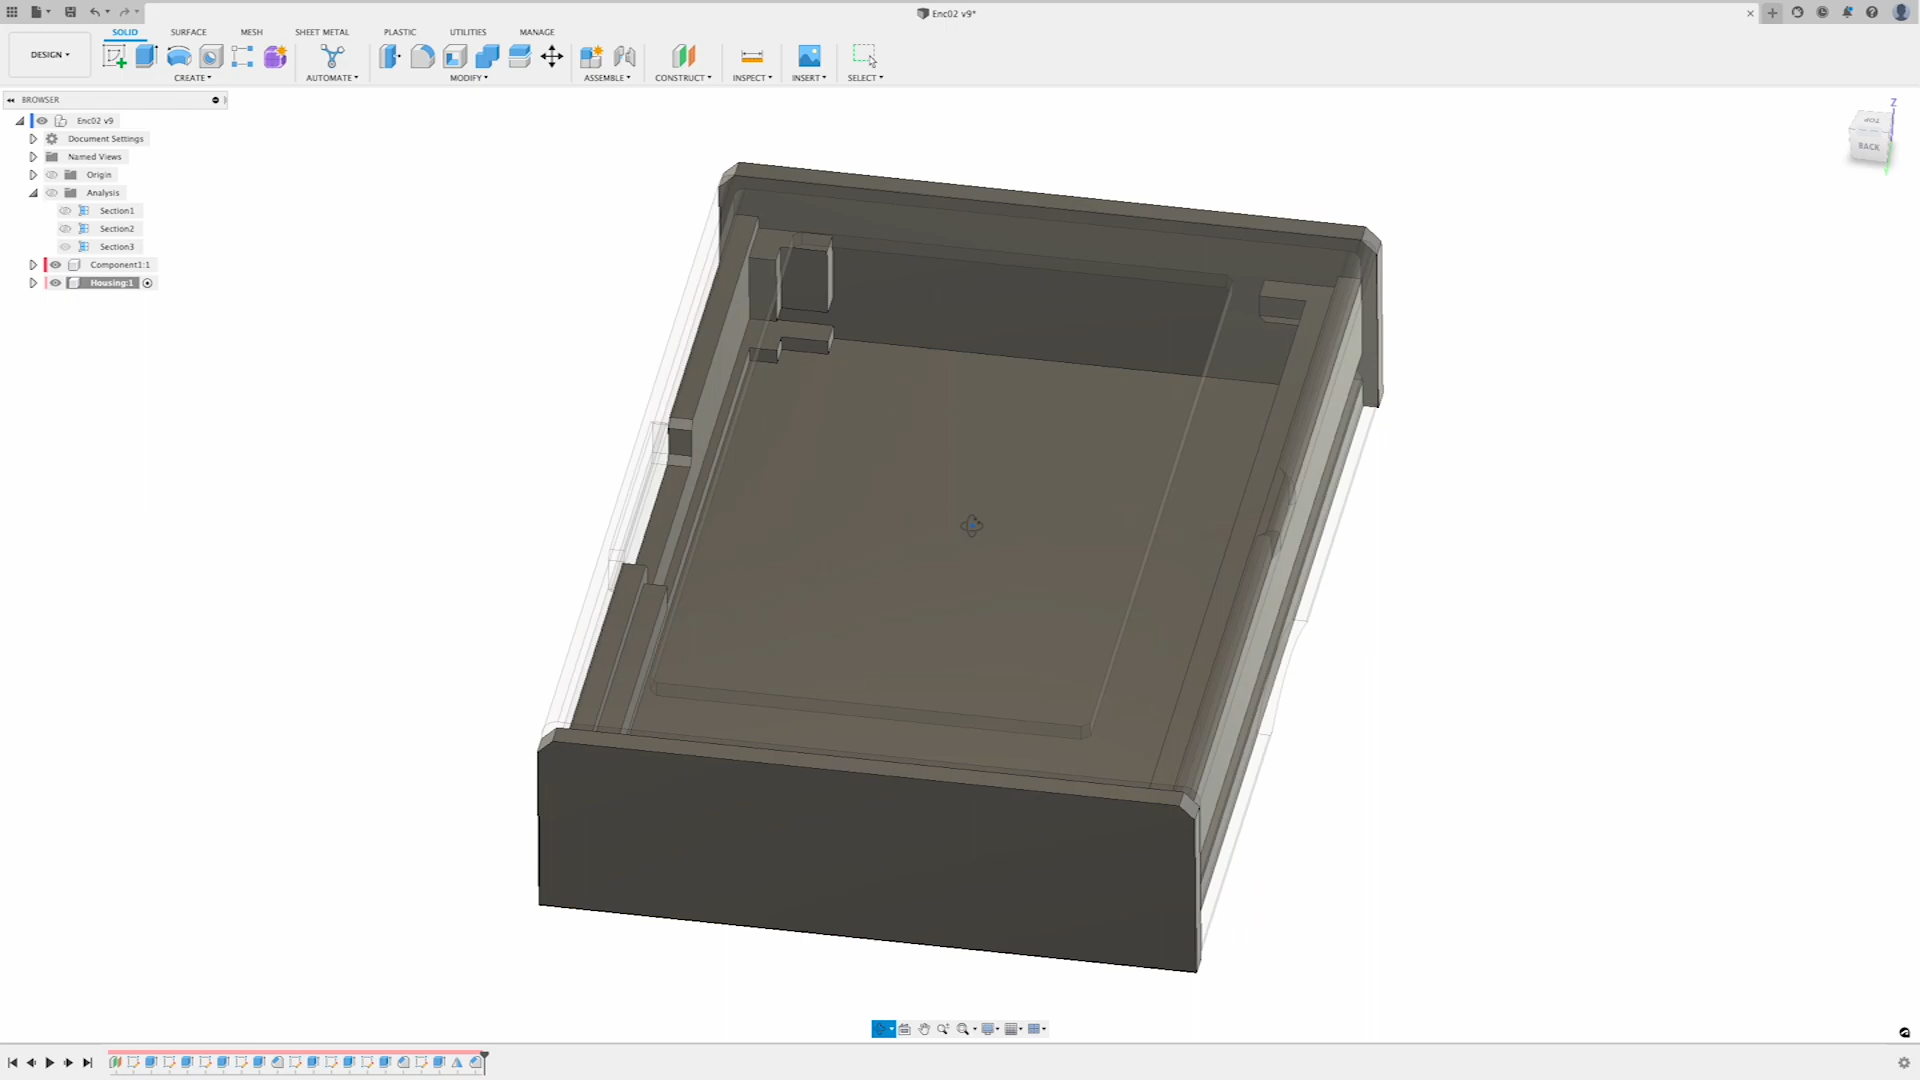 Enc02 v9*
SOLID
SURFACE
MESH
SHEET METAL
PLASTIC
UTILITIES
MANAGE
DESIGN
CREATE
AUTOMATE
MODIFY
ASSEMBLE
CONSTRUCT
INSPECT
INSERT
SELECT
BROWSER
Enc02 v9
Document Settings
Named Views
Origin
Analysis
Section1
Section2
Section3
Component1:1
Housing:1
Z
TOP
BACK